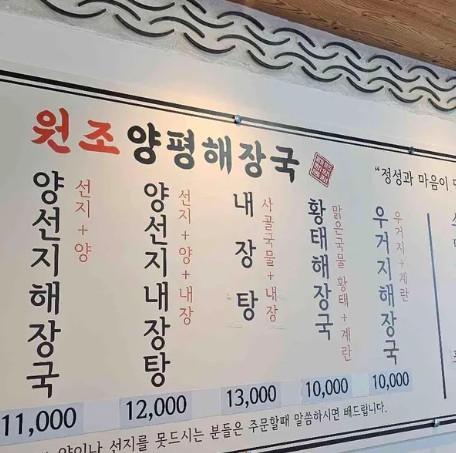 원조양평해장국
"정성과 마음이
양선지해장국
선지+양
11,000
양선지내장탕
선지+양+내장
12,000
내장탕
사골국물+내장
13,000
황태해장국
맑은국물 황태+계란
10,000
우거지해장국
우거지+계란
10,000
양이나 선지를 못드시는 분들은 주문할때 말씀하시면 빼드립니다.